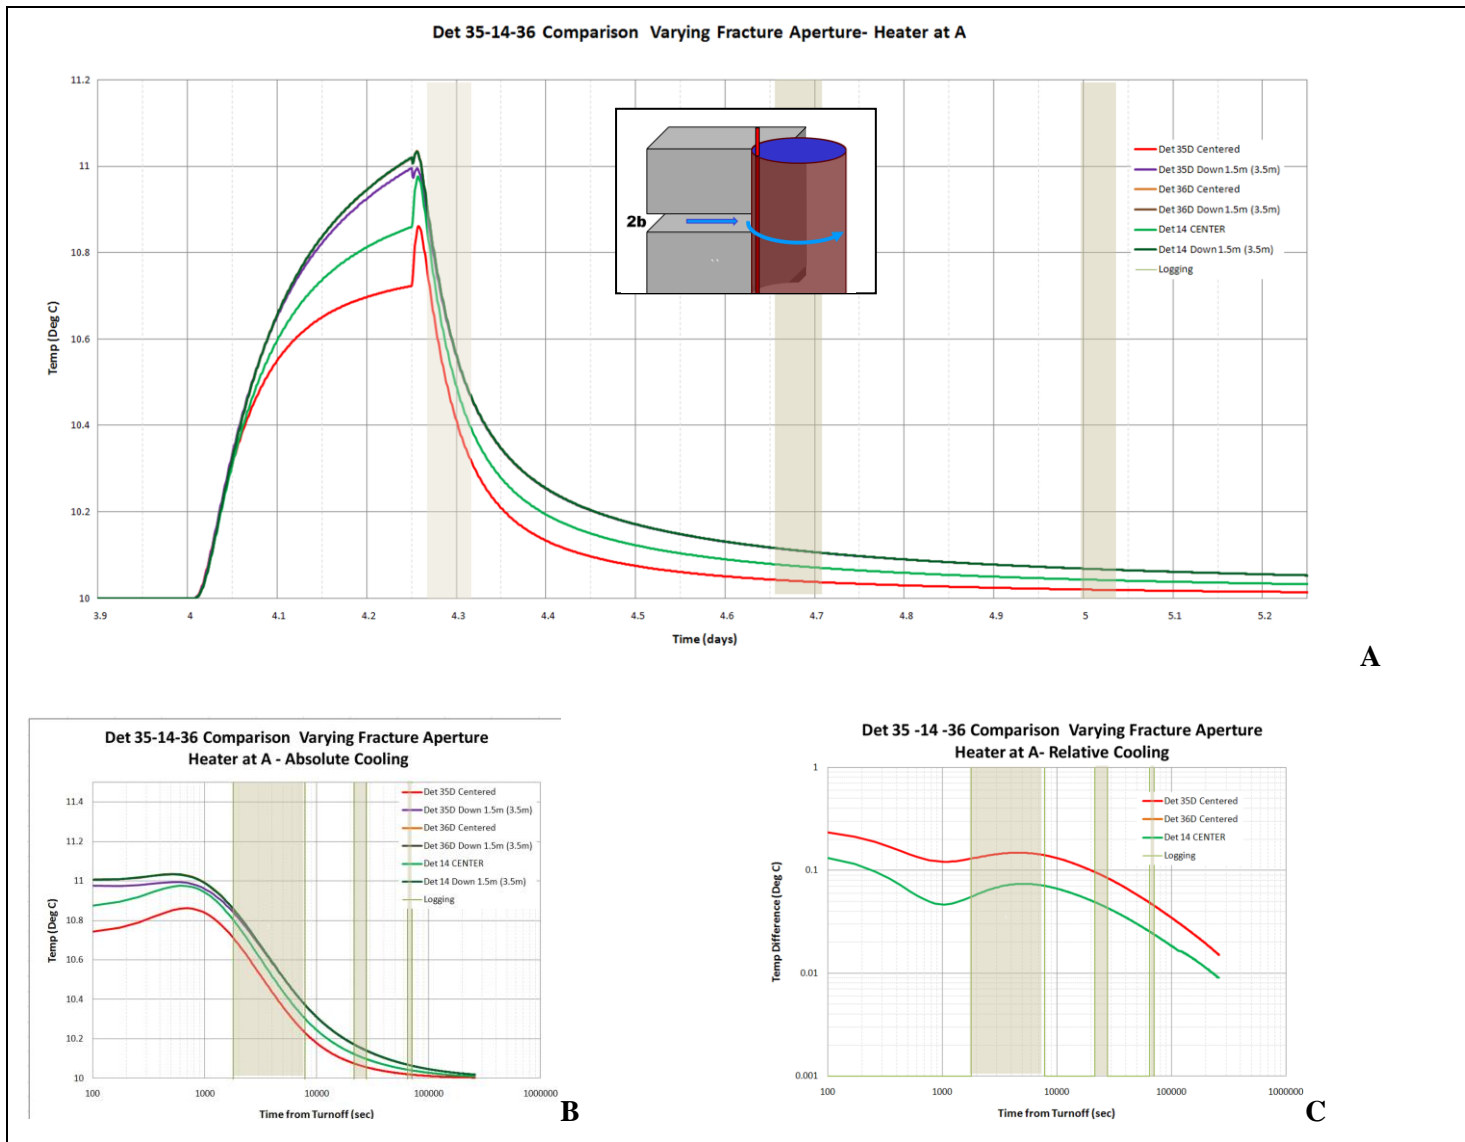 Det 35-14-36 Comparison Varying Fracture Aperture- Heater at A
11.2
11
10.8
10.6
10.4
10.2
10
Temp (Deg C)
3.9 4 4.1 4.2 4.3 4.4 4.5 4.6 4.7 4.8 4.9 5 5.1 5.2
Time (days)
2b
Det 35D Centered
Det 35D Down 1.5m (3.5m)
Det 36D Centered
Det 36D Down 1.5m (3.5m)
Det 14 CENTER
Det 14 Down 1.5m (3.5m)
Logging
A
Det 35-14-36 Comparison Varying Fracture Aperture
Heater at A - Absolute Cooling
11.4
11.2
11
10.8
10.6
10.4
10.2
10
Temp (Deg C)
100 1000 10000 100000 1000000
Time from Turnoff (sec)
Det 35D Centered
Det 35D Down 1.5m (3.5m)
Det 36D Centered
Det 36D Down 1.5m (3.5m)
Det 14 CENTER
Det 14 Down 1.5m (3.5m)
Logging
B
Det 35 -14 -36 Comparison Varying Fracture Aperture
Heater at A- Relative Cooling
1
0.1
0.01
0.001
Temp Difference (Deg C)
100 1000 10000 100000 1000000
Time from Turnoff (sec)
Det 35D Centered
Det 36D Centered
Det 14 CENTER
Logging
C